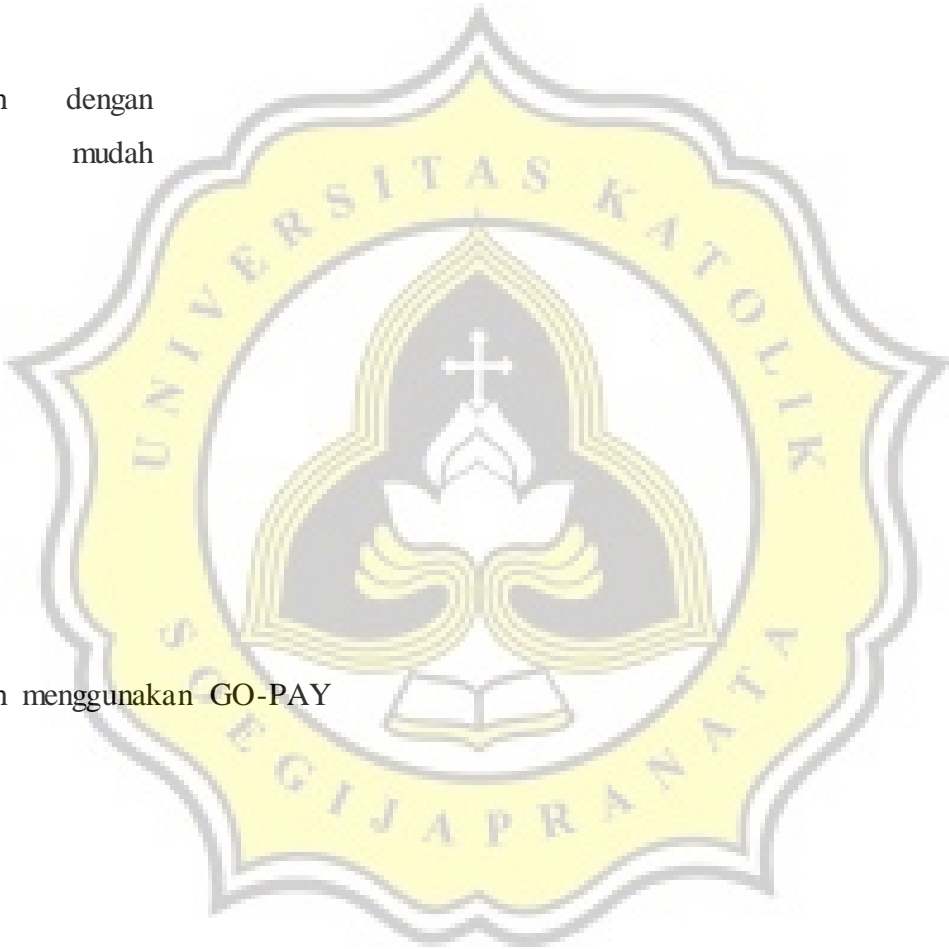 n dengan
mudah
UNIVERSITAS KATOLIK
SOEGIJAPRANATA
n menggunakan GO-PAY